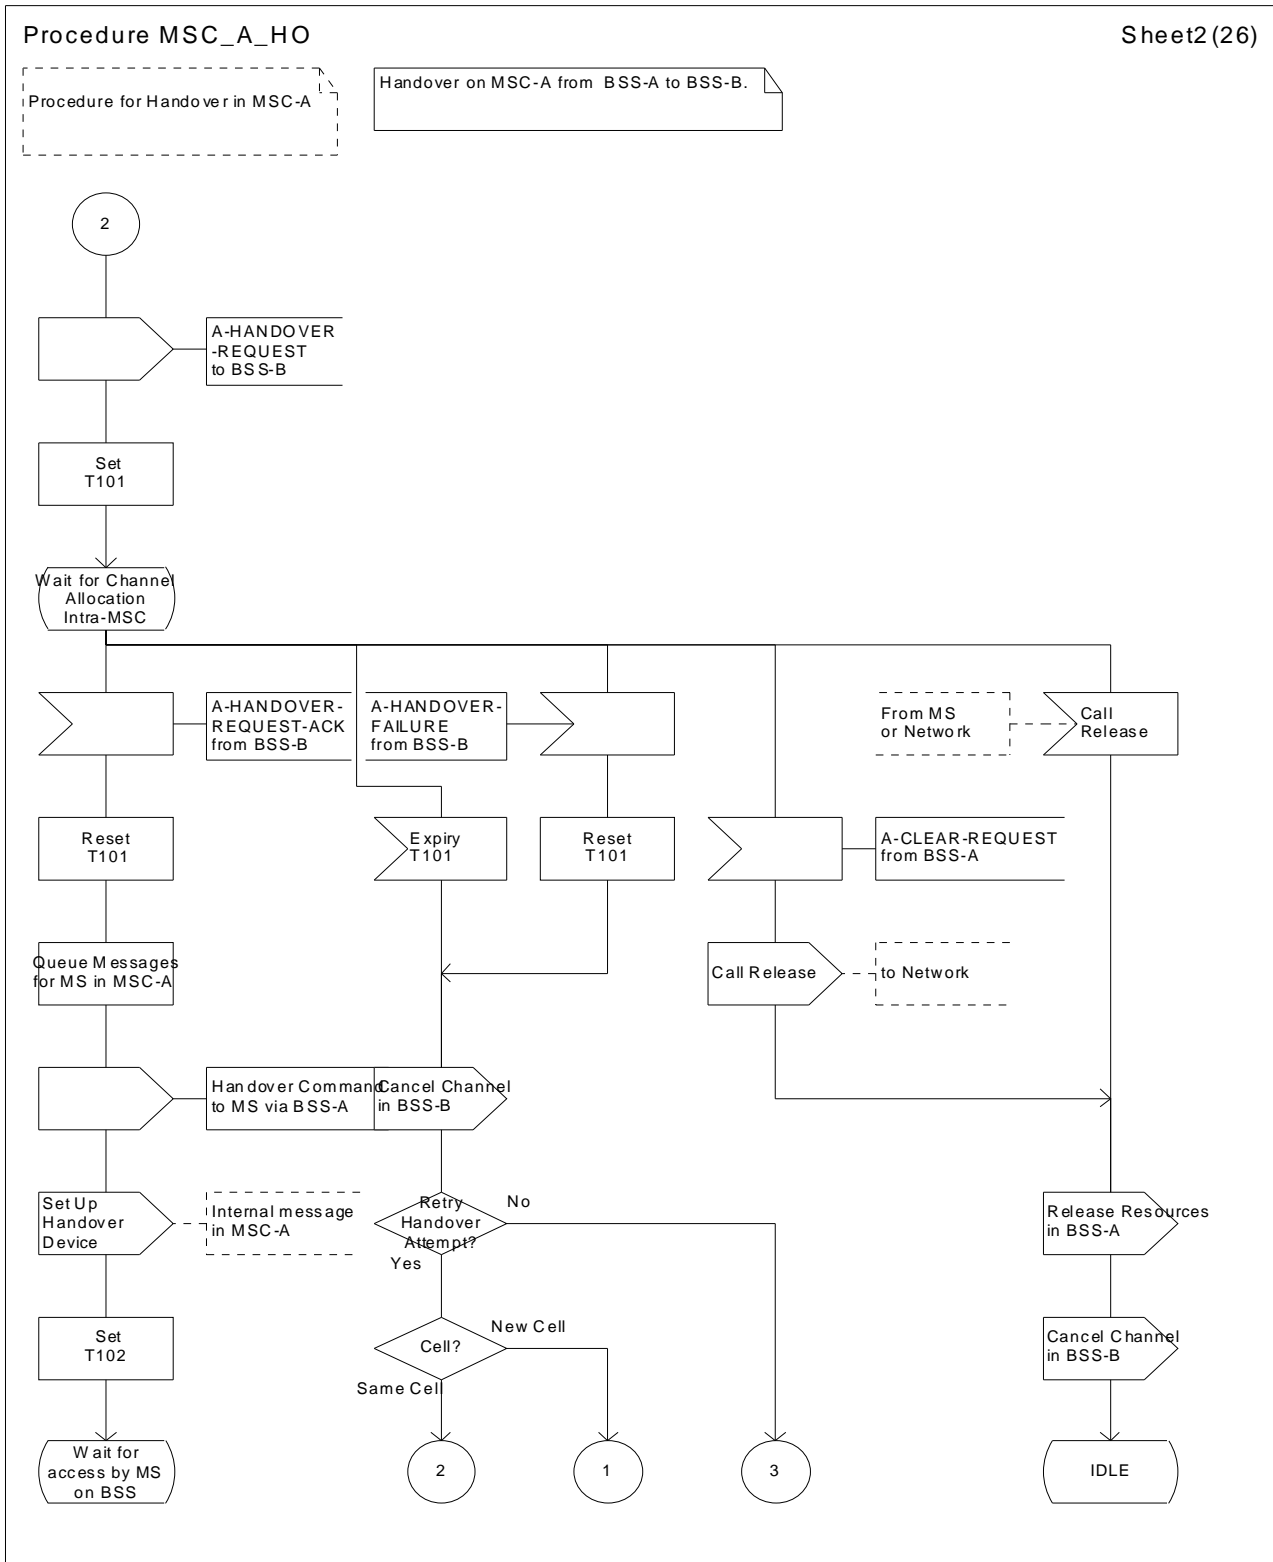 Procedure MSC_A_HO
Sheet2(26)
Procedure for Handover in MSC-A
Handover on MSC-A from BSS-A to BSS-B.
2
A-HANDOVER
-REQUEST
to BSS-B
Set
T101
Wait for Channel
Allocation
Intra-MSC
A-HANDOVER-
REQUEST-ACK
from BSS-B
A-HANDOVER-
FAILURE
from BSS-B
From MS
or Network
Call
Release
Reset
T101
Expiry
T101
Reset
T101
A-CLEAR-REQUEST
from BSS-A
Queue Messages
for MS in MSC-A
Call Release
to Network
Handover Command
to MS via BSS-A
Cancel Channel
in BSS-B
Set Up
Handover
Device
Internal message
in MSC-A
Retry
Handover
Attempt?
No
Yes
Release Resources
in BSS-A
Set
T102
Cell?
New Cell
Same Cell
Cancel Channel
in BSS-B
Wait for
access by MS
on BSS
2
1
3
IDLE